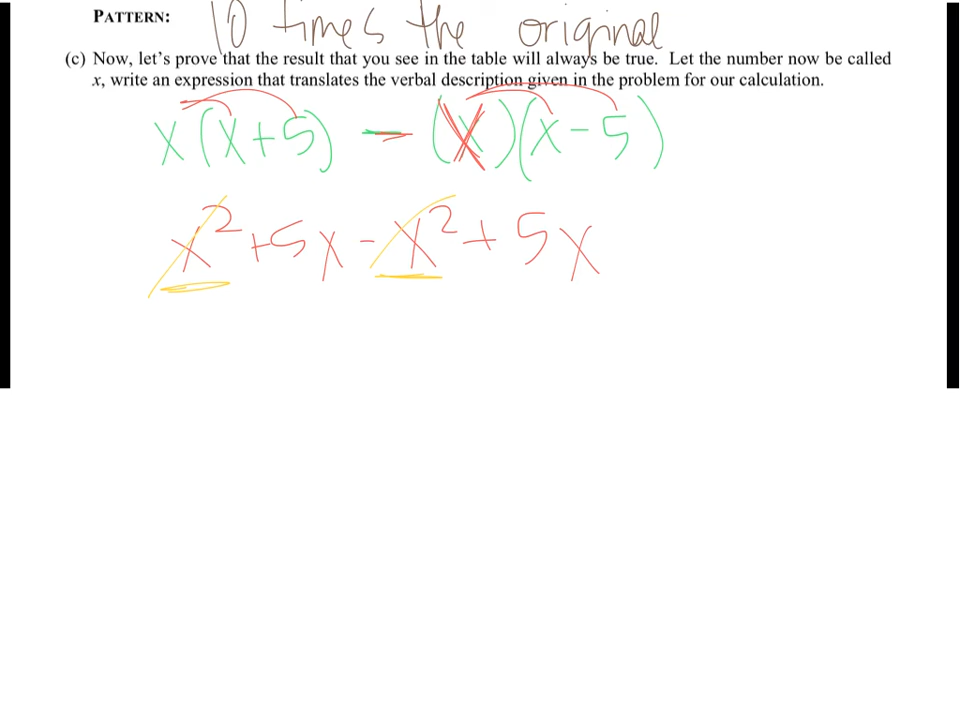 PATTERN: 10 times the original
(c) Now, let's prove that the result that you see in the table will always be true. Let the number now be called
x, write an expression that translates the verbal description given in the problem for our calculation.
x(x+5) - (x)(x-5)
x²+5x-x²+5x